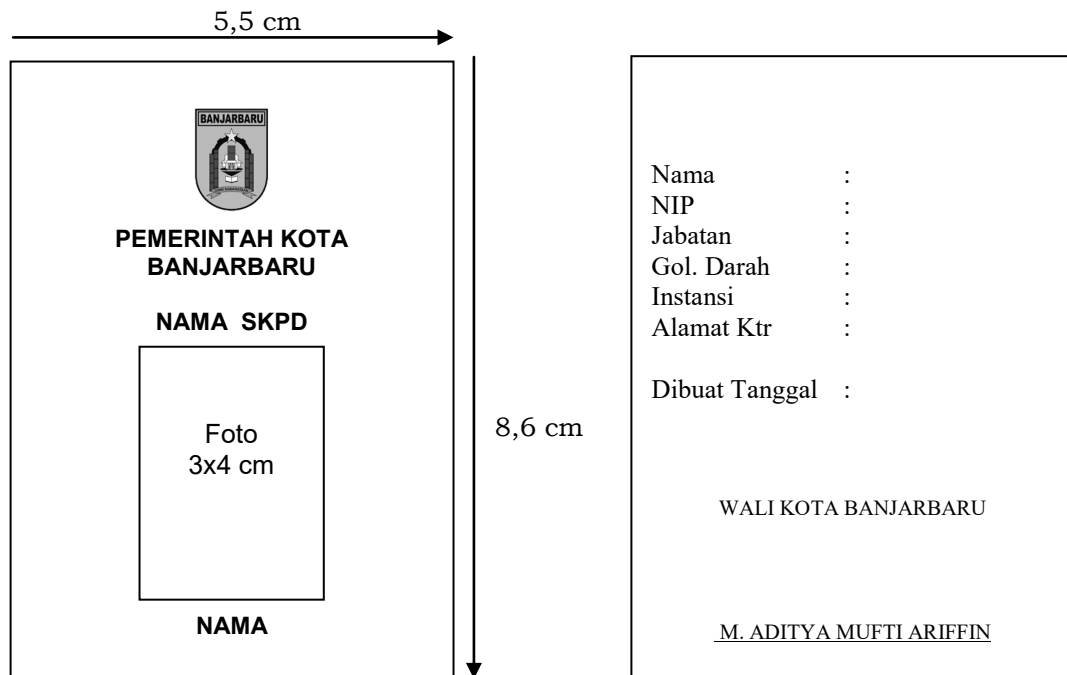 5,5 cm
BANJARBARU
PEMERINTAH KOTA
BANJARBARU
NAMA SKPD
Foto
3x4 cm
NAMA
8,6 cm
Nama :
NIP :
Jabatan :
Gol. Darah :
Instansi :
Alamat Ktr :
Dibuat Tanggal :
WALI KOTA BANJARBARU
M. ADITYA MUFTI ARIFFIN